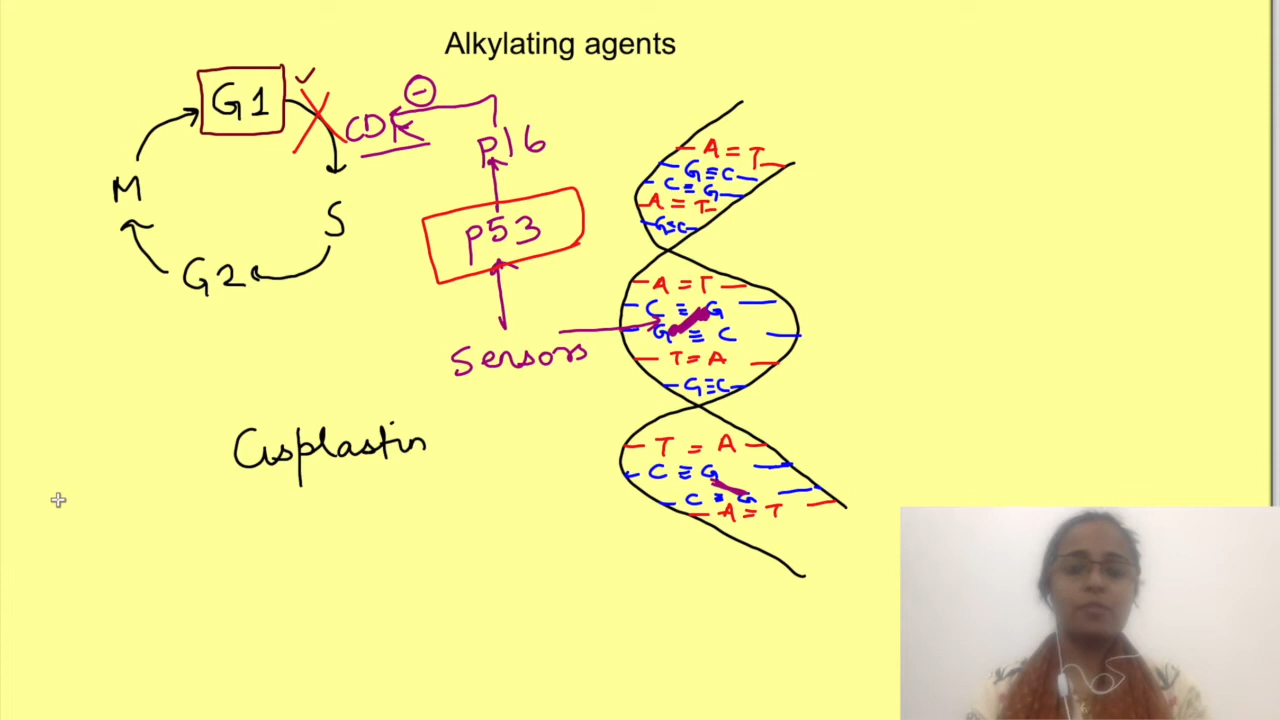 Alkylating agents
G1
CDK
-
p16
M
S
p53
G2
Sensors
Cisplastin
A = T
G ≡ C
C ≡ G
A = T
G≡C
A = T
C ≡ G
G ≡ C
T = A
G≡C
T = A
C ≡ G
C ≡ G
A = T